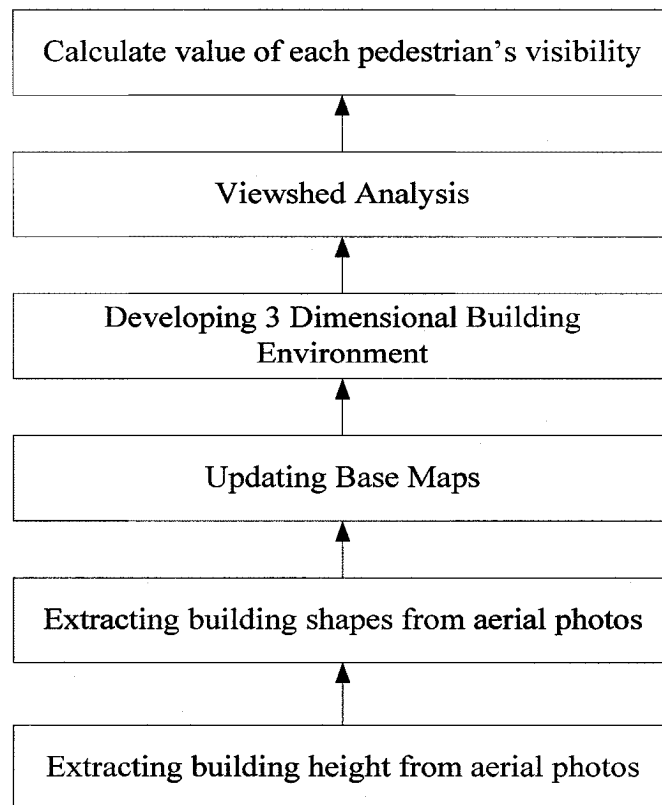 Calculate value of each pedestrian's visibility
Viewshed Analysis
Developing 3 Dimensional Building
Environment
Updating Base Maps
Extracting building shapes from aerial photos
Extracting building height from aerial photos